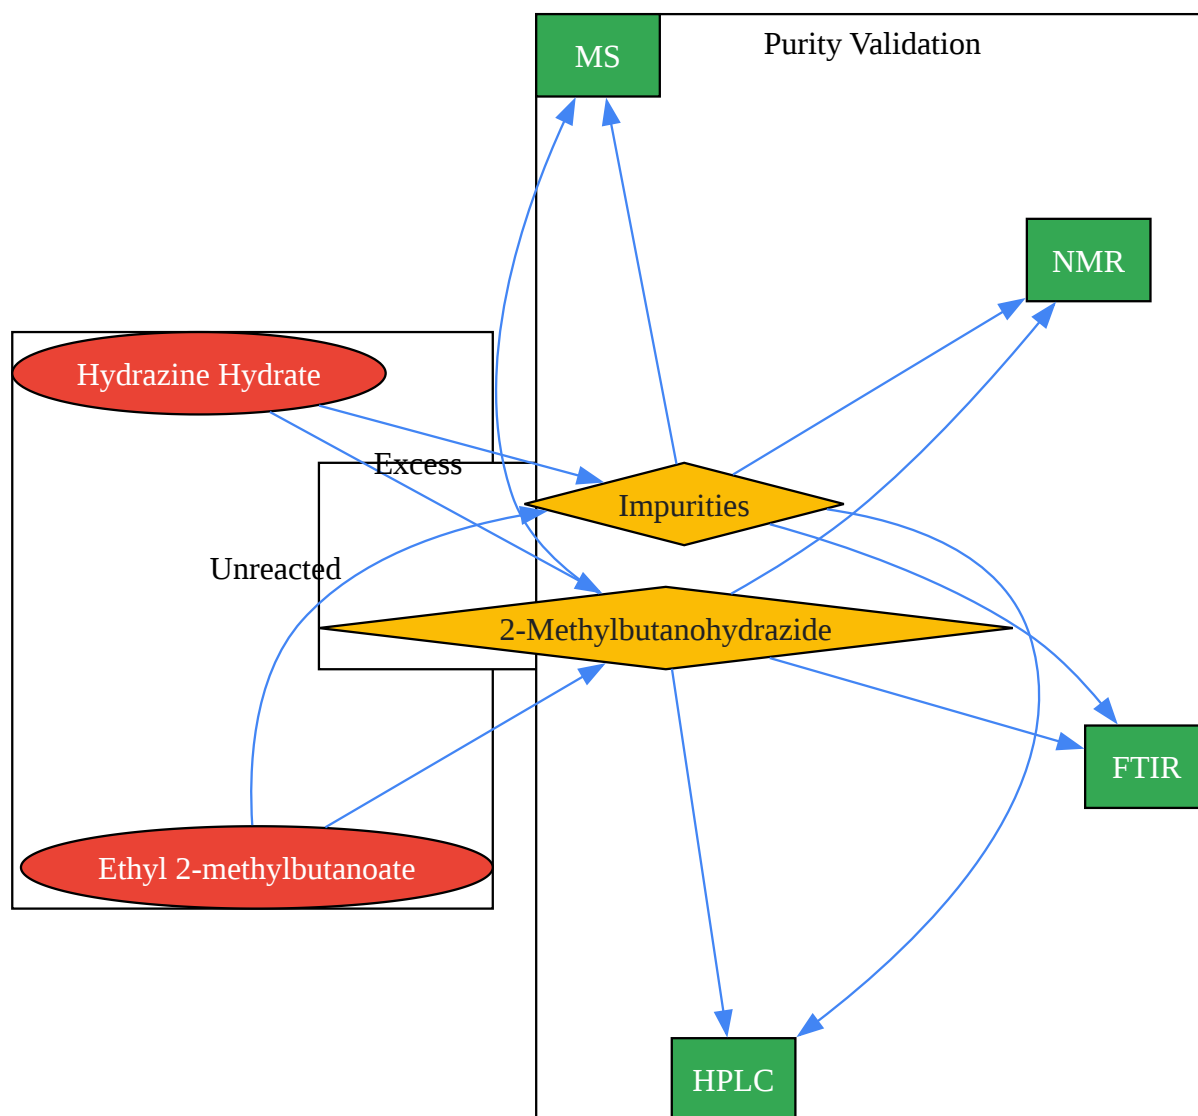 MS
Purity Validation
NMR
Hydrazine Hydrate
Excess
Impurities
Unreacted
2-Methylbutanohydrazide
FTIR
Ethyl 2-methylbutanoate
HPLC